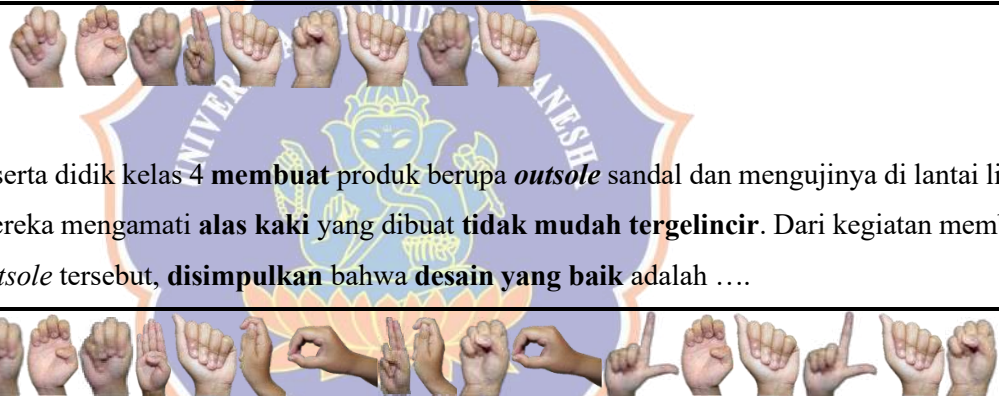 serta didik kelas 4 membuat produk berupa outsole sandal dan mengujinya di lantai li
ereka mengamati alas kaki yang dibuat tidak mudah tergelincir. Dari kegiatan mem
tsole tersebut, disimpulkan bahwa desain yang baik adalah ….